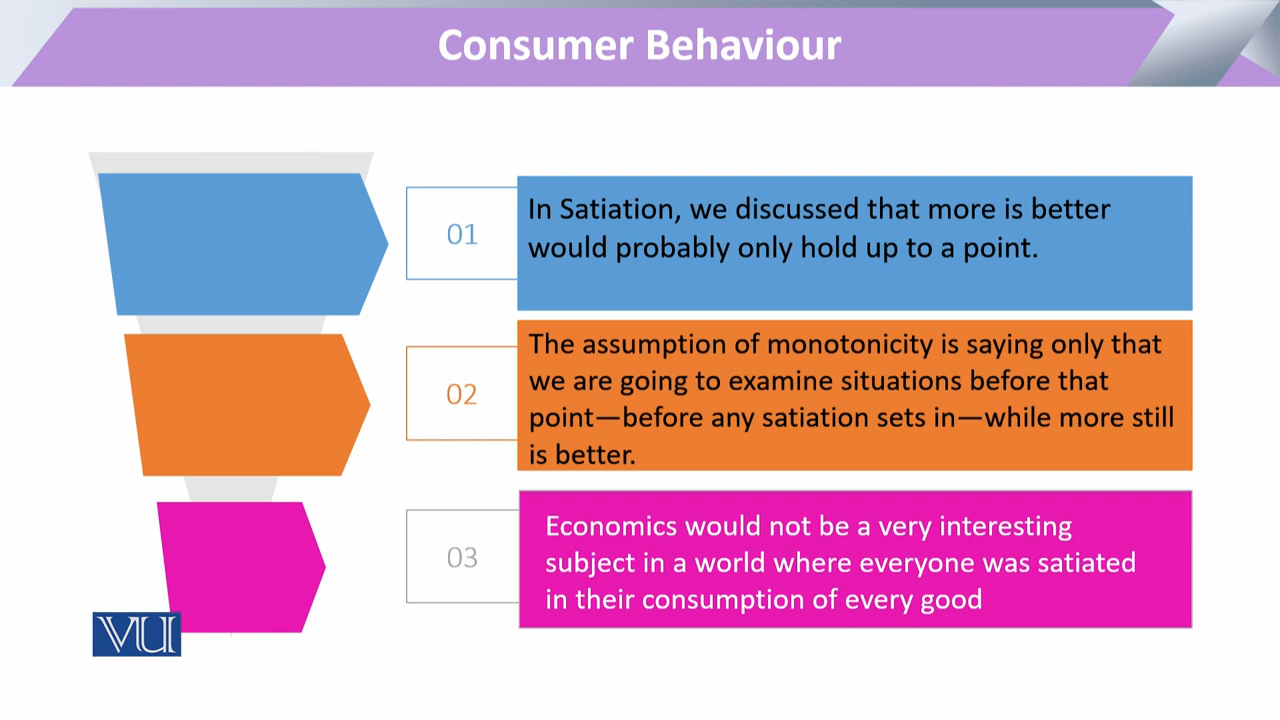 Consumer Behaviour
01
In Satiation, we discussed that more is better
would probably only hold up to a point.
02
The assumption of monotonicity is saying only that
we are going to examine situations before that
point—before any satiation sets in—while more still
is better.
03
Economics would not be a very interesting
subject in a world where everyone was satiated
in their consumption of every good
VU